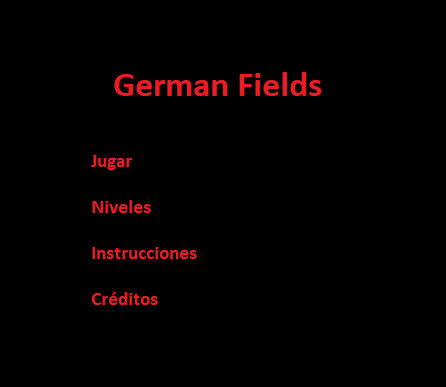 German Fields
Jugar
Niveles
Instrucciones
Créditos